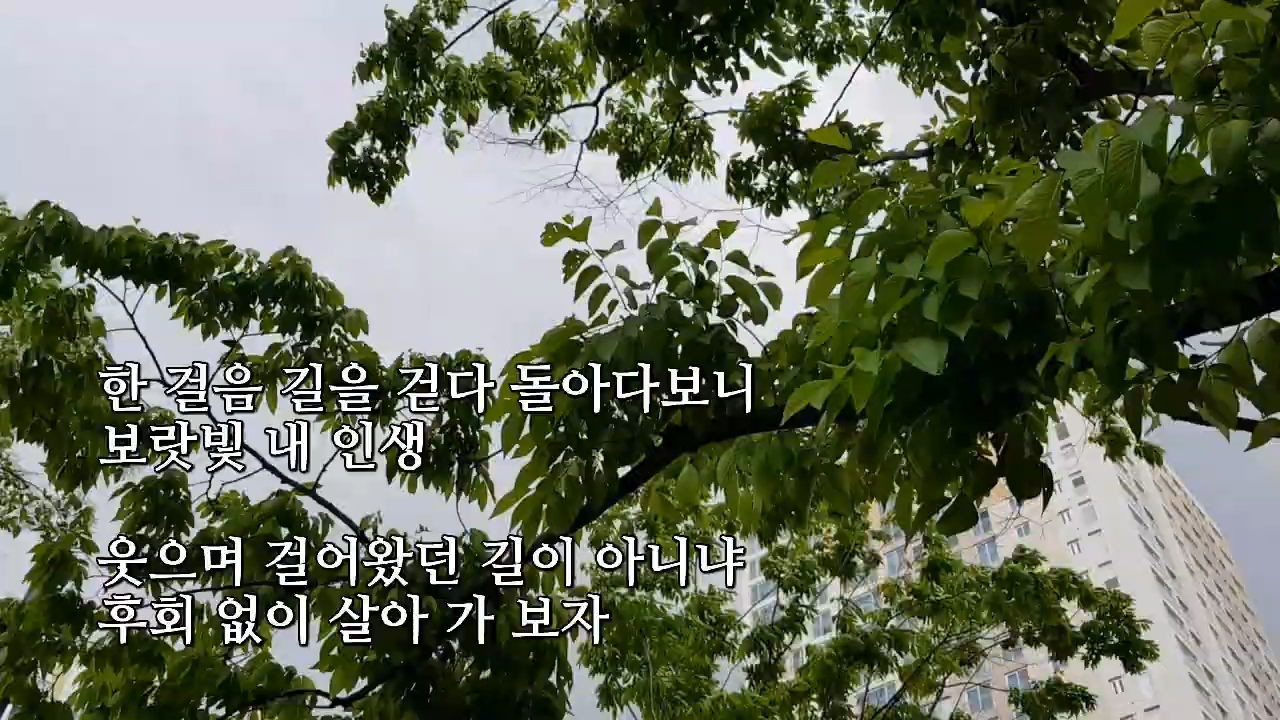 한 걸음 길을 걷다 돌아다보니
보랏빛 내 인생
웃으며 걸어왔던 길이 아니냐
후회 없이 살아 가 보자